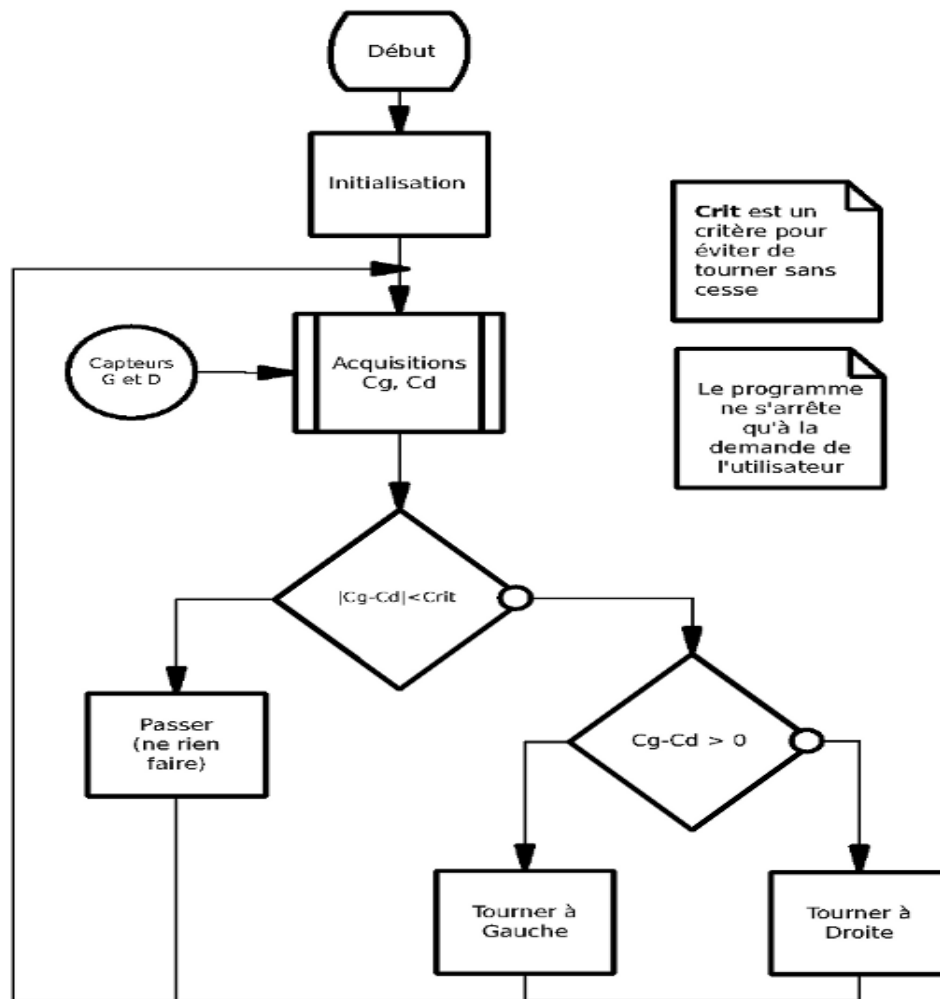 Début
Initialisation
Crit est un
critère pour
éviter de
tourner sans
cesse
Capteurs
G et D
Acquisitions
Cg, Cd
Le programme
ne s'arrête
qu'à la
demande de
l'utilisateur
|Cg-Cd|<Crit
Passer
(ne rien
faire)
Cg-Cd > 0
Tourner à
Gauche
Tourner à
Droite